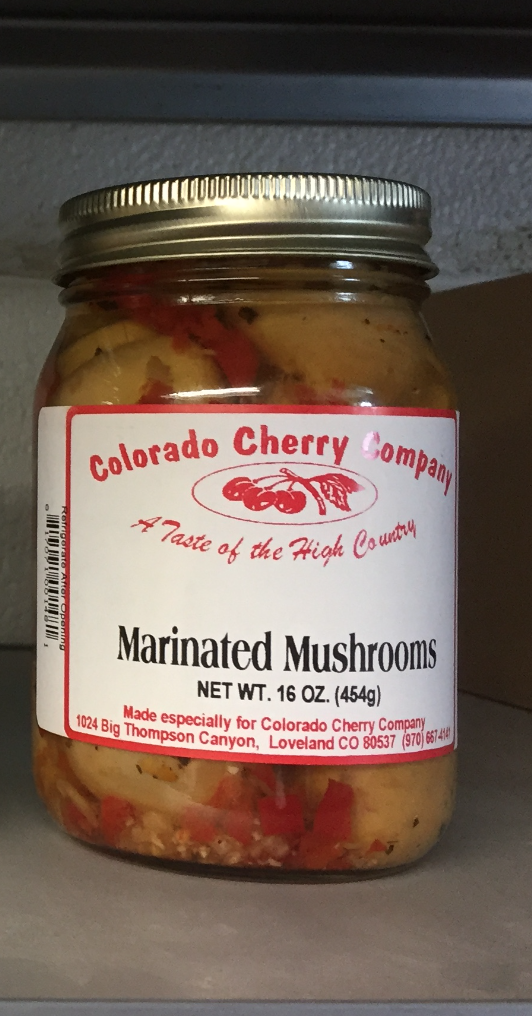 Colorado Cherry Company
A Taste of the High Country
Marinated Mushrooms
NET WT. 16 OZ. (454g)
Made especially for Colorado Cherry Company
1024 Big Thompson Canyon, Loveland CO 80537 (970) 667-4141
Refrigerate After Opening